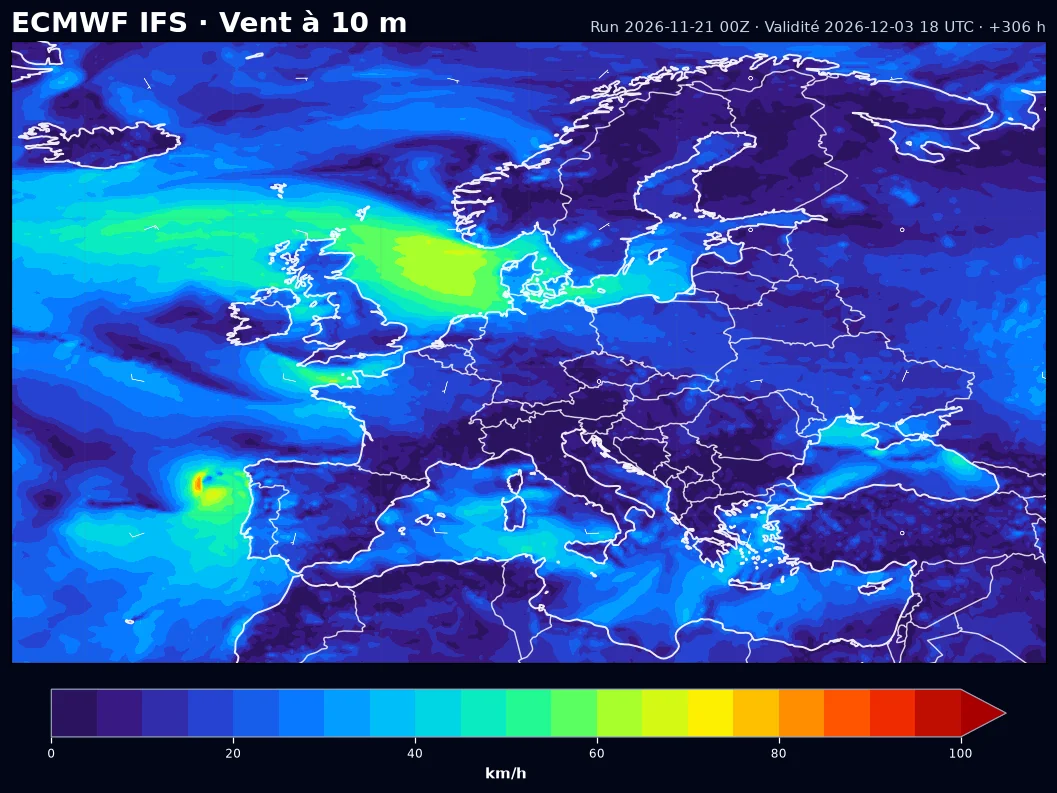 ECMWF IFS · Vent à 10 m
Run 2026-11-21 00Z · Validité 2026-12-03 18 UTC · +306 h
0 20 40 60 80 100
km/h